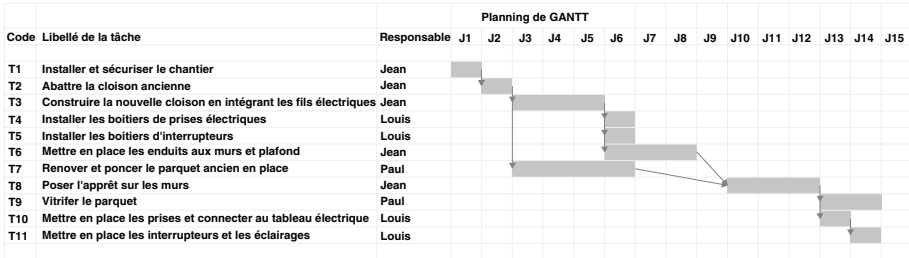 Planning de GANTT
Code Libellé de la tâche Responsable J1 J2 J3 J4 J5 J6 J7 J8 J9 J10 J11 J12 J13 J14 J15
T1 Installer et sécuriser le chantier Jean
T2 Abattre la cloison ancienne Jean
T3 Construire la nouvelle cloison en intégrant les fils électriques Jean
T4 Installer les boitiers de prises électriques Louis
T5 Installer les boitiers d'interrupteurs Louis
T6 Mettre en place les enduits aux murs et plafond Jean
T7 Renover et poncer le parquet ancien en place Paul
T8 Poser l'apprêt sur les murs Jean
T9 Vitrifer le parquet Paul
T10 Mettre en place les prises et connecter au tableau électrique Louis
T11 Mettre en place les interrupteurs et les éclairages Louis